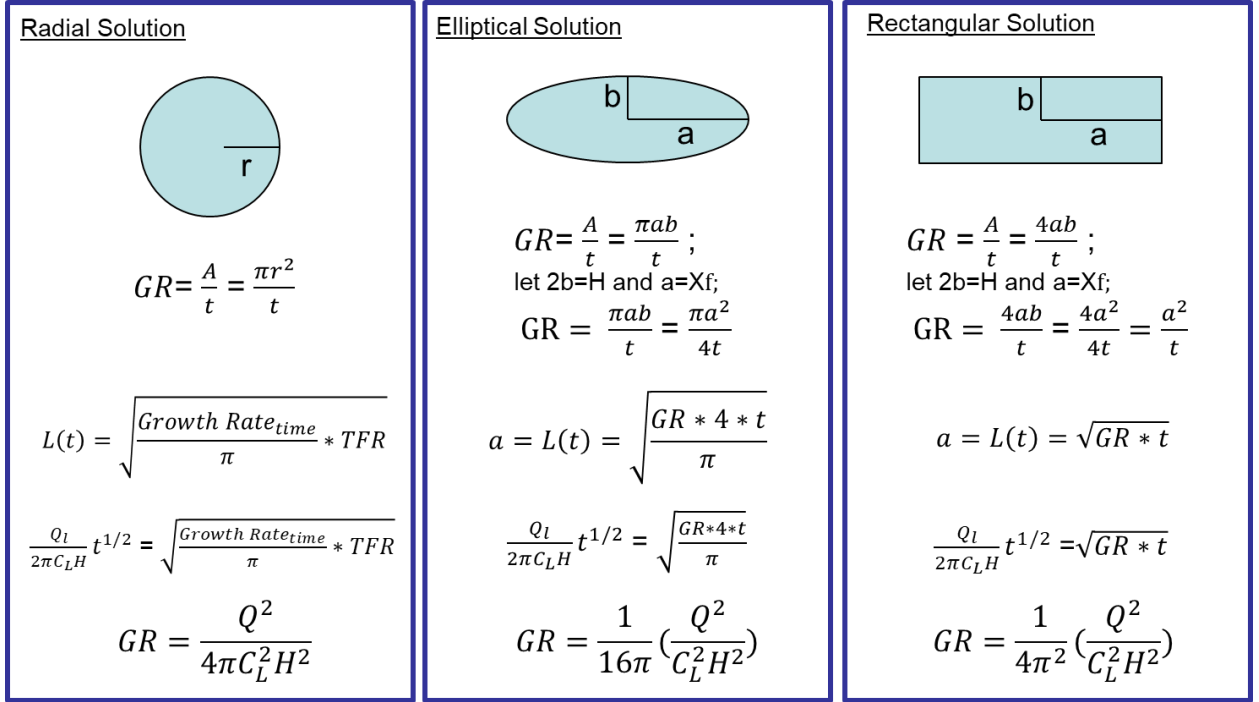 Radial Solution
r
GR= A/t = πr²/t
L(t) = √(Growth Rate_time/π * TFR)
Q_l/(2πC_L H) t^{1/2} = √(Growth Rate_time/π * TFR)
GR = Q²/(4πC_L²H²)
Elliptical Solution
b
a
GR= A/t = πab/t ;
let 2b=H and a=Xf;
GR = πab/t = πa²/4t
a = L(t) = √(GR * 4 * t/π)
Q_l/(2πC_L H) t^{1/2} = √(GR*4*t/π)
GR = 1/16π (Q²/(C_L²H²))
Rectangular Solution
b
a
GR = A/t = 4ab/t ;
let 2b=H and a=Xf;
GR = 4ab/t = 4a²/4t = a²/t
a = L(t) = √(GR * t)
Q_l/(2πC_L H) t^{1/2} =√(GR * t)
GR = 1/4π² (Q²/(C_L²H²))